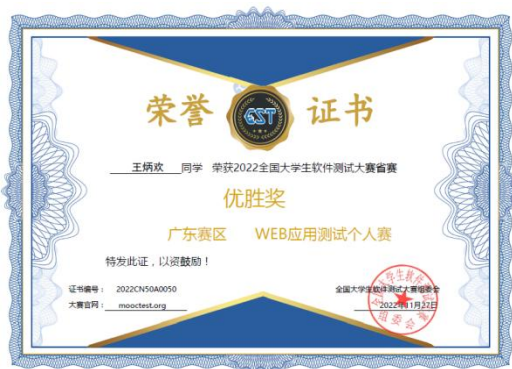 荣誉 EST 证书
王炳欢 同学 荣获2022全国大学生软件测试大赛省赛
优胜奖
广东赛区 WEB应用测试个人赛
特发此证，以资鼓励！
证书编号： 2022CN50A0050 全国大学生软件测试大赛组委会
大赛官网： mooctest.org 2022年11月27日